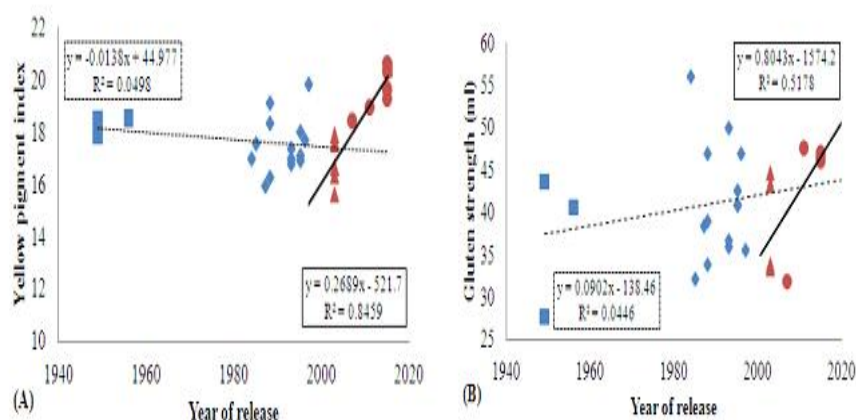 y = -0.0138x + 44.977
R² = 0.0498
22
20
18
16
14
12
10
Yellow pigment index
y = 0.2689x - 521.7
R² = 0.8459
1940
1960
1980
2000
2020
(A)
Year of release
y = 0.8043x - 1574.2
R² = 0.5178
60
55
50
45
40
35
30
25
Gluten strength (ml)
y = 0.0902x - 138.46
R² = 0.0446
1940
1960
1980
2000
2020
(B)
Year of release